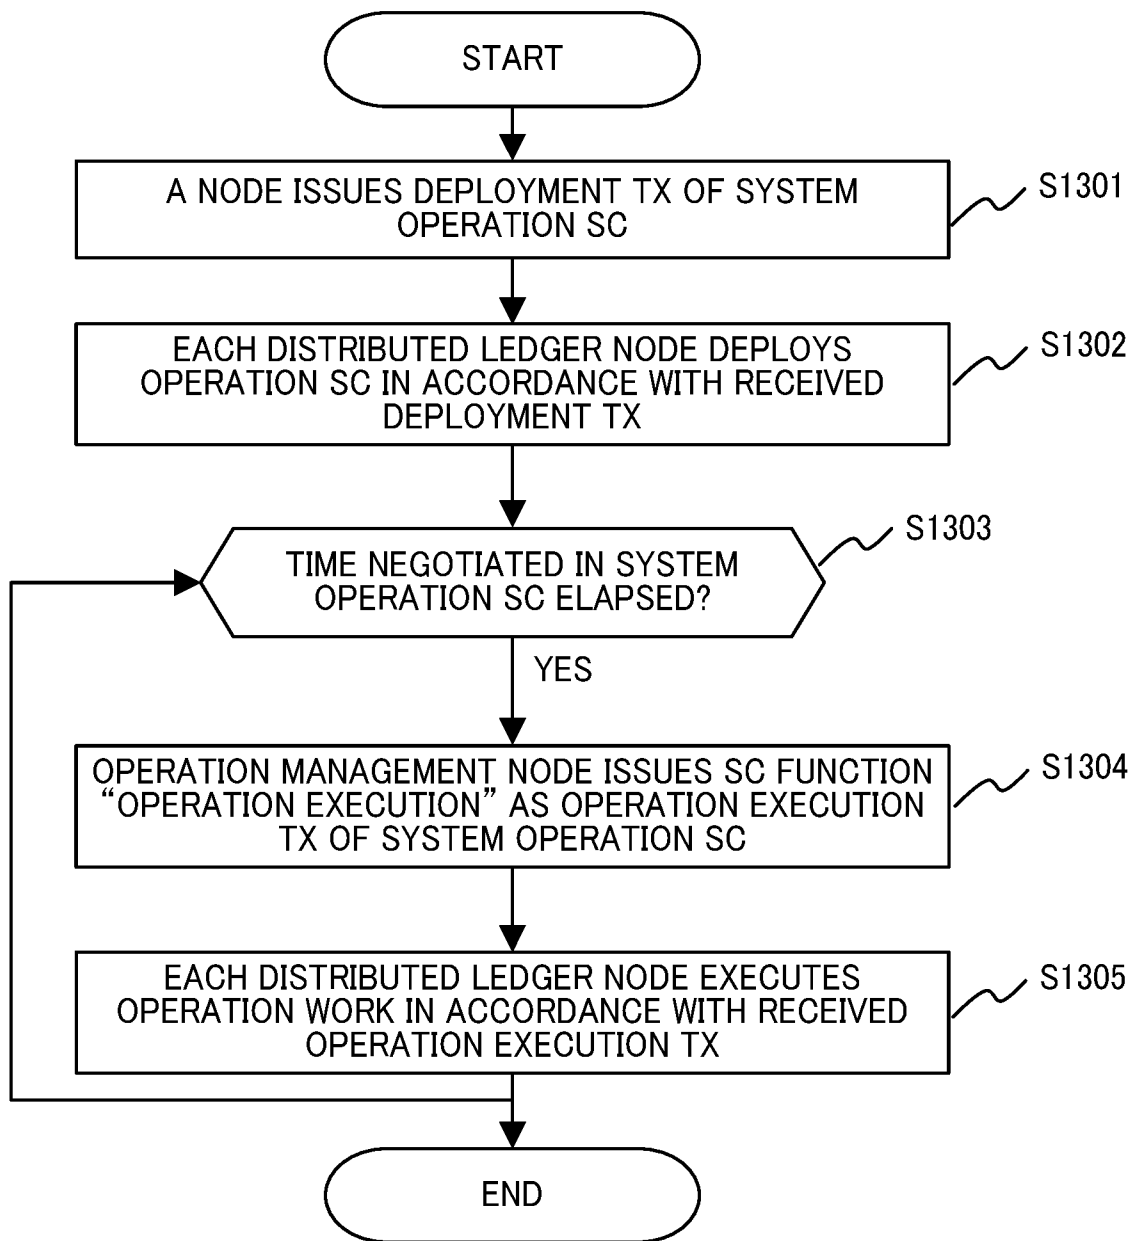 START
A NODE ISSUES DEPLOYMENT TX OF SYSTEM
OPERATION SC
S1301
EACH DISTRIBUTED LEDGER NODE DEPLOYS
OPERATION SC IN ACCORDANCE WITH RECEIVED
DEPLOYMENT TX
S1302
TIME NEGOTIATED IN SYSTEM
OPERATION SC ELAPSED?
S1303
YES
OPERATION MANAGEMENT NODE ISSUES SC FUNCTION
“OPERATION EXECUTION” AS OPERATION EXECUTION
TX OF SYSTEM OPERATION SC
S1304
EACH DISTRIBUTED LEDGER NODE EXECUTES
OPERATION WORK IN ACCORDANCE WITH RECEIVED
OPERATION EXECUTION TX
S1305
END